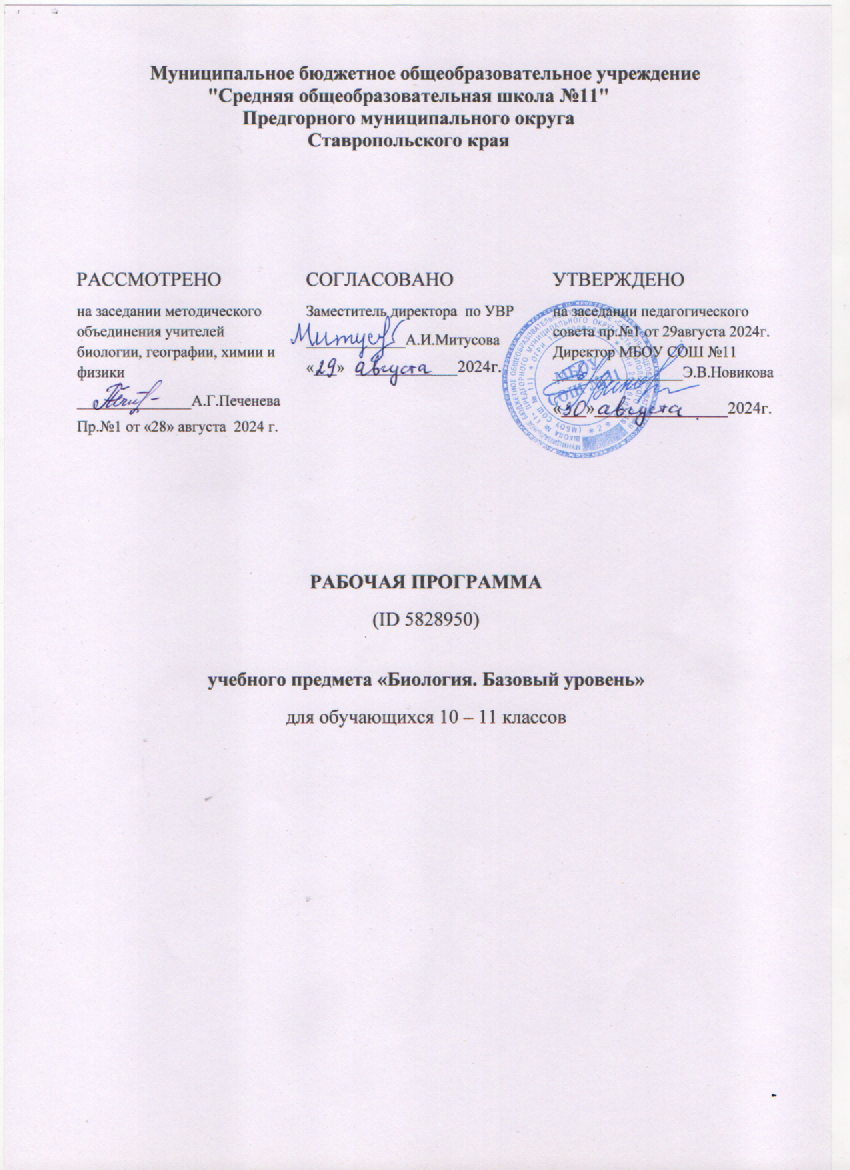 Муниципальное бюджетное общеобразовательное учреждение
"Средняя общеобразовательная школа №11"
Предгорного муниципального округа
Ставропольского края
РАССМОТРЕНО
на заседании методического
объединения учителей
биологии, географии, химии и
физики
А.Г.Печенева
Пр.№1 от «28» августа 2024 г.
СОГЛАСОВАНО
Заместитель директора по УВР
А.И.Митусова
«29» августа 2024г.
УТВЕРЖДЕНО
на заседании педагогического
совета пр.№1 от 29августа 2024г.
Директор МБОУ СОШ №11
Э.В.Новикова
«30» августа 2024г.
МБОУ
СОШ №11
РАБОЧАЯ ПРОГРАММА
(ID 5828950)
учебного предмета «Биология. Базовый уровень»
для обучающихся 10 – 11 классов